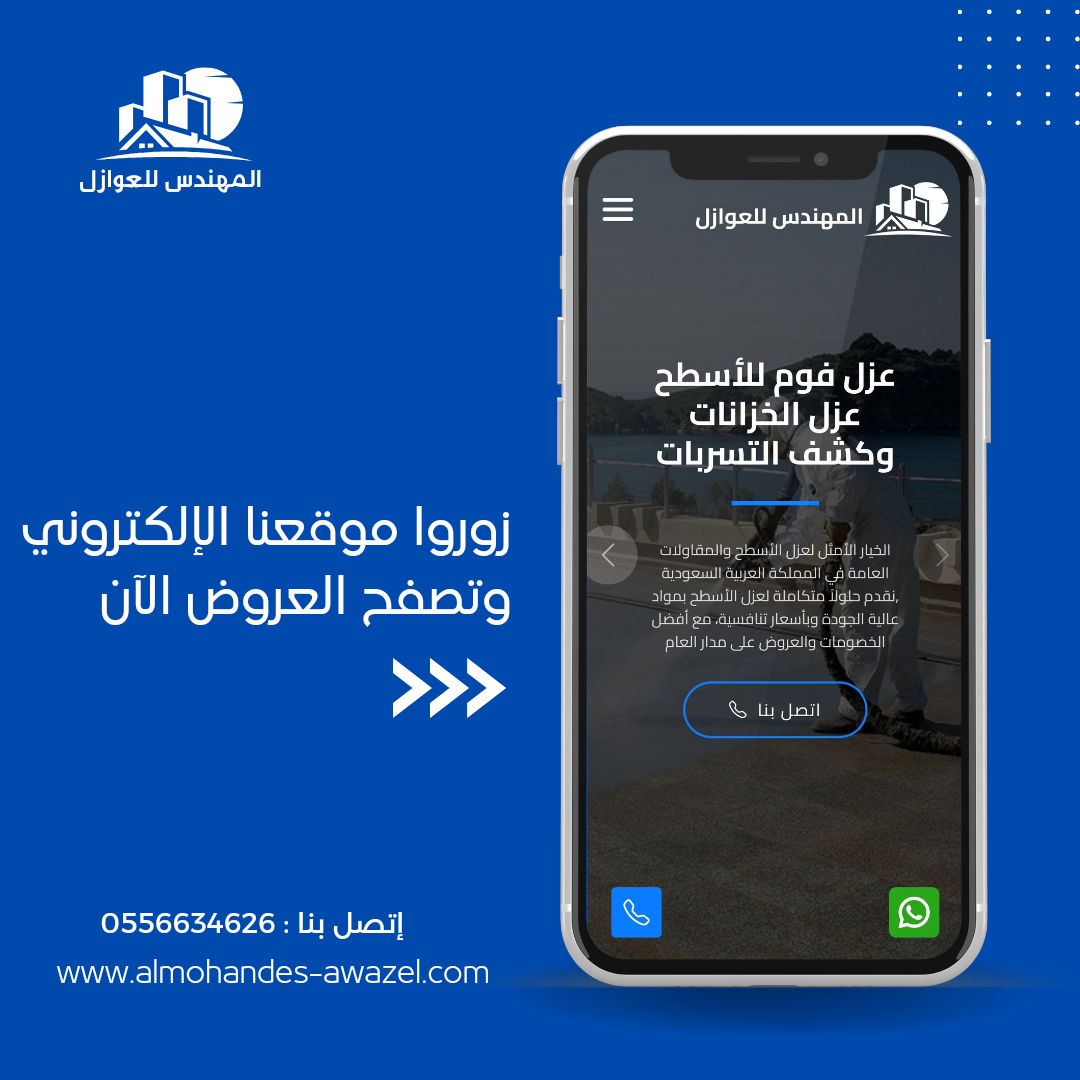 المهندس للعوازل
المهندس للعوازل
عزل فوم للأسطح
عزل الخزانات
وكشف التسربات
الخيار الأمثل لعزل الأسطح والمقاولات
العامة في المملكة العربية السعودية
,نقدم حلولاً متكاملة لعزل الأسطح بمواد
عالية الجودة وبأسعار تنافسية، مع أفضل
الخصومات والعروض على مدار العام
اتصل بنا
زوروا موقعنا الإلكتروني
وتصفح العروض الآن
إتصل بنا : 0556634626
www.almohandes-awazel.com